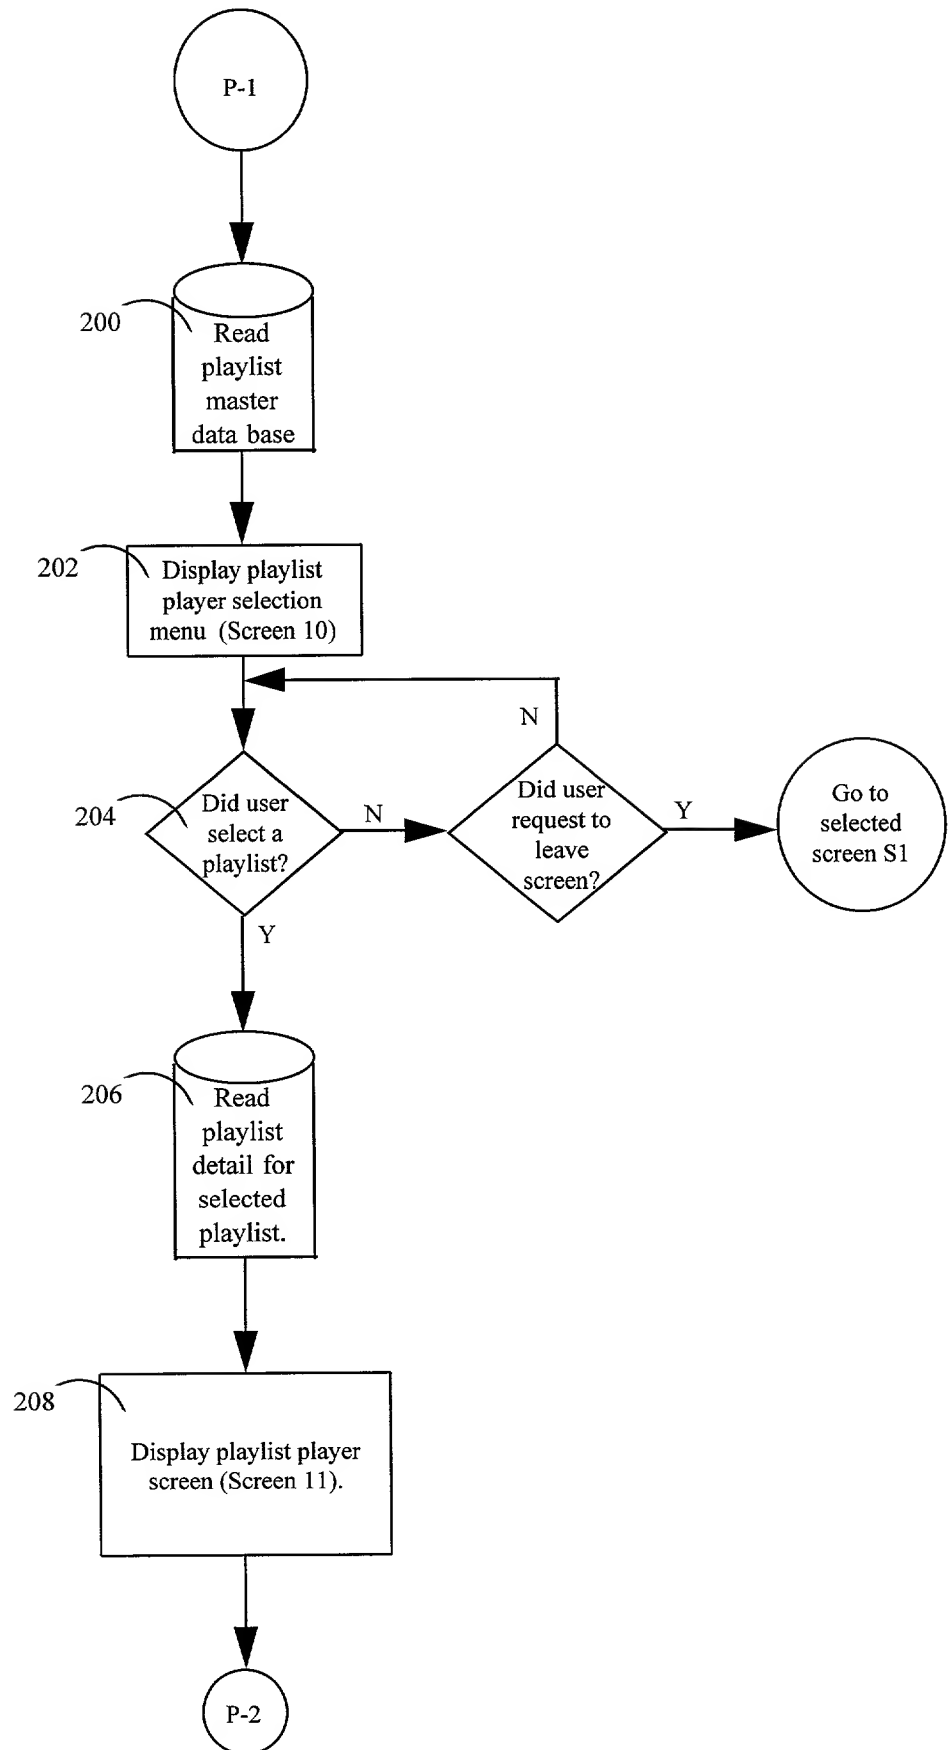 P-1
200
Read
playlist
master
data base
202
Display playlist
player selection
menu (Screen 10)
N
204
Did user
select a
playlist?
N
Did user
request to
leave
screen?
Y
Go to
selected
screen S1
Y
206
Read
playlist
detail for
selected
playlist.
208
Display playlist player
screen (Screen 11).
P-2